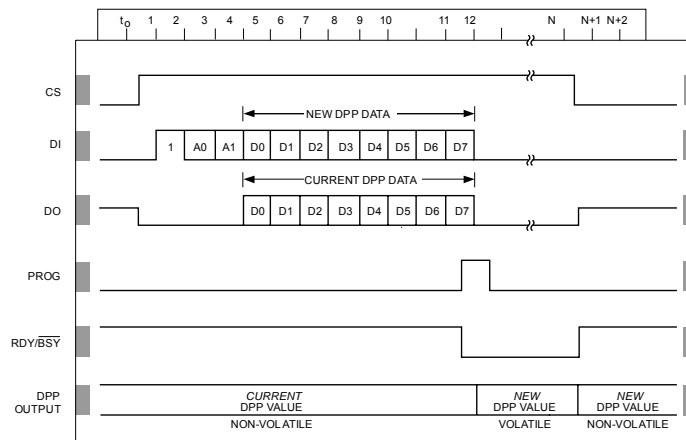 to 1 2 3 4 5 6 7 8 9 10 11 12 N N+1 N+2
CS
NEW DPP DATA
DI 1 A0 A1 D0 D1 D2 D3 D4 D5 D6 D7
CURRENT DPP DATA
DO D0 D1 D2 D3 D4 D5 D6 D7
PROG
RDY/BSY
DPP OUTPUT
CURRENT DPP VALUE
NON-VOLATILE
NEW DPP VALUE
VOLATILE
NEW DPP VALUE
NON-VOLATILE